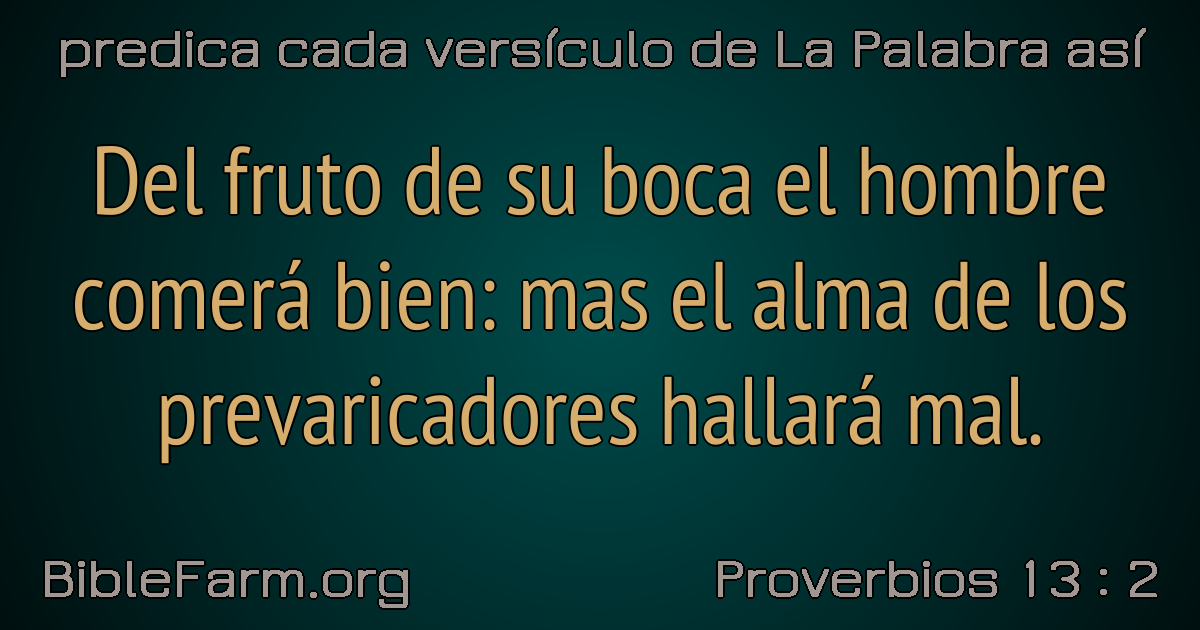 predica cada versículo de La Palabra así
Del fruto de su boca el hombre
comerá bien: mas el alma de los
prevaricadores hallará mal.
BibleFarm.org
Proverbios 13 : 2